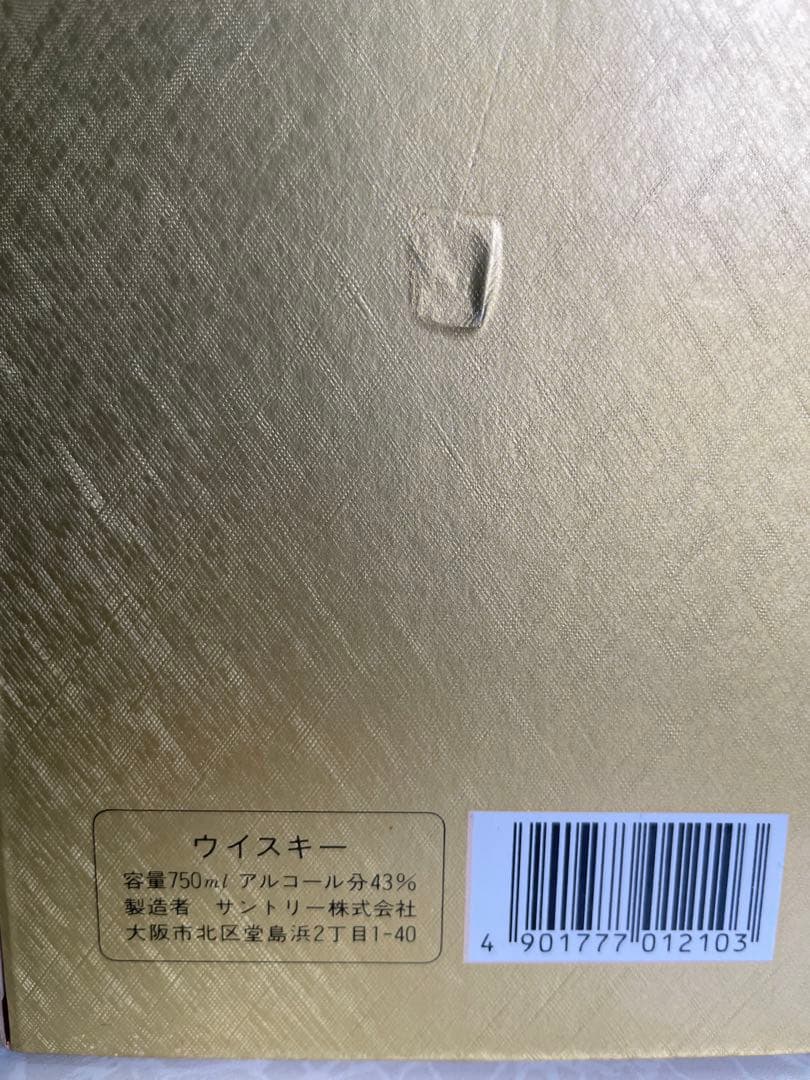 ウイスキー
容量750ml アルコール分43%
製造者 サントリー株式会社
大阪市北区堂島浜2丁目1-40
4 901777 012103